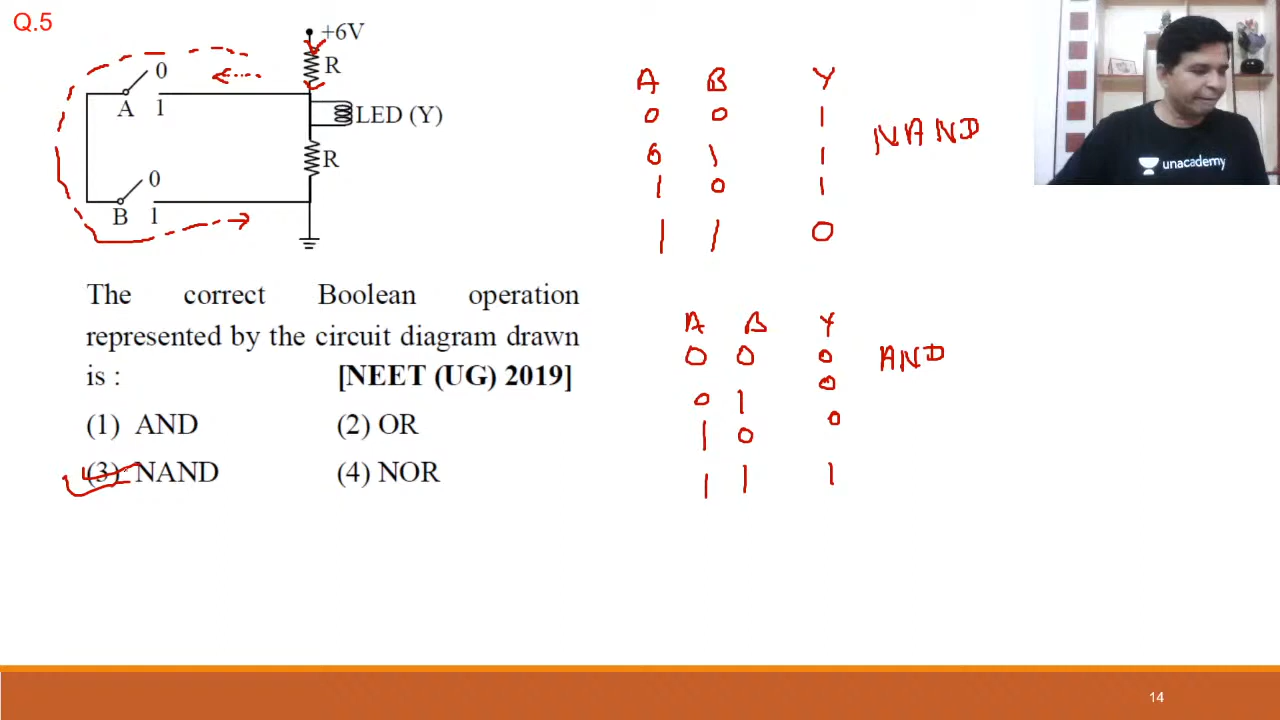 Q.5
+6V
R
0
A 1
LED (Y)
R
0
B 1
The correct Boolean operation
represented by the circuit diagram drawn
is : [NEET (UG) 2019]
(1) AND (2) OR
(3) NAND (4) NOR
A B Y
0 0 1
0 1 1
1 0 1
1 1 0
NAND
A B Y
0 0 0
0 1 0
1 0 0
1 1 1
AND
unacademy
14